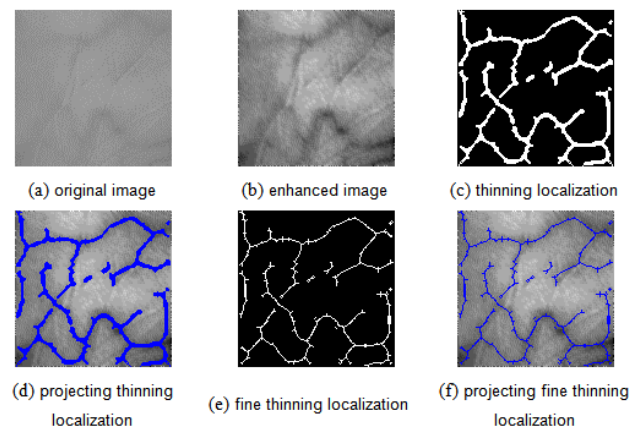 (a) original image
(b) enhanced image
(c) thinning localization
(d) projecting thinning
localization
(e) fine thinning localization
(f) projecting fine thinning
localization